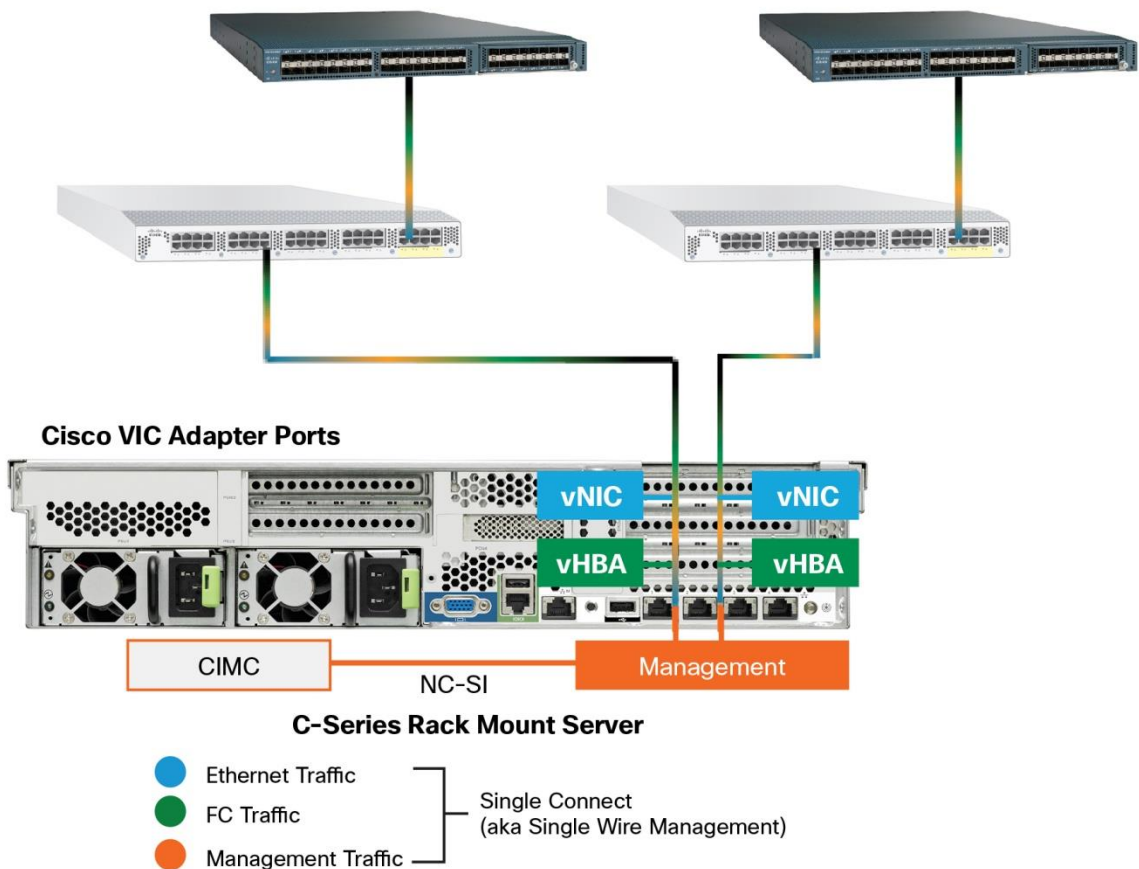 Cisco VIC Adapter Ports
vNIC
vNIC
vHBA
vHBA
CIMC
NC-SI
Management
C-Series Rack Mount Server
Ethernet Traffic
FC Traffic
Management Traffic
Single Connect
(aka Single Wire Management)